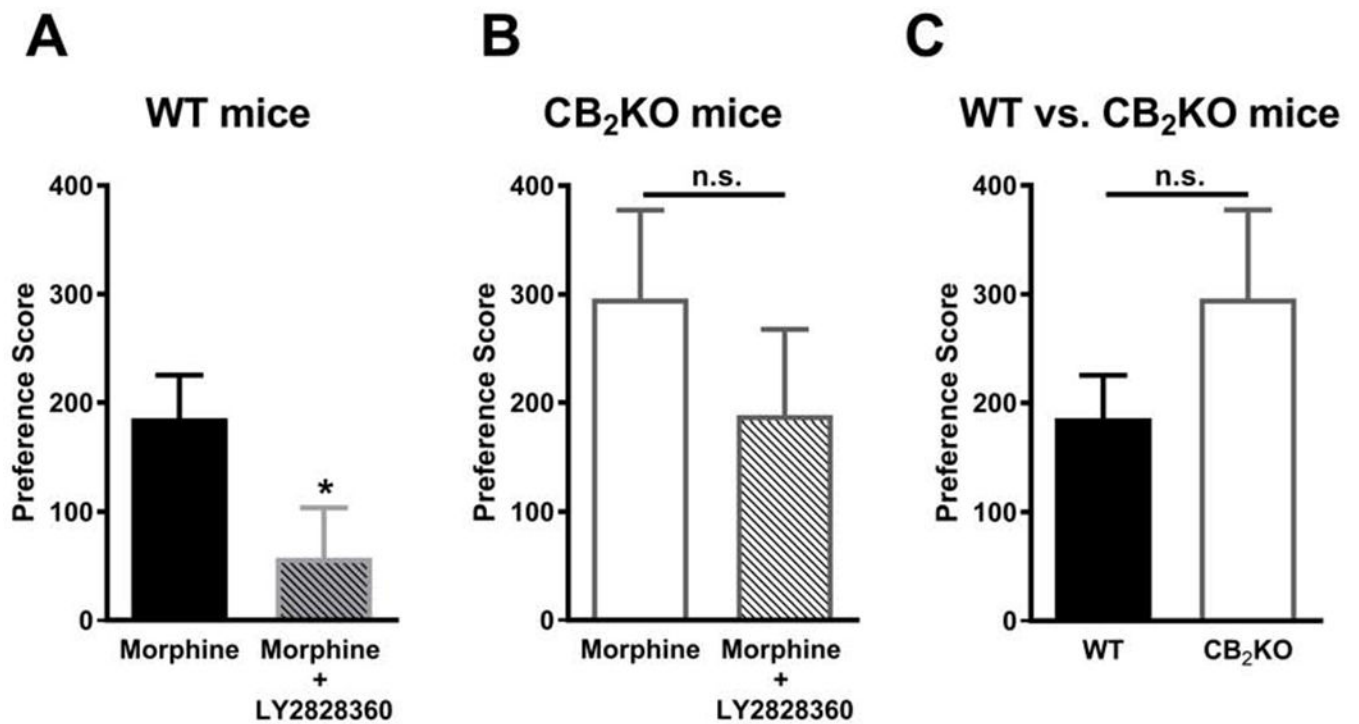 A
WT mice
Preference Score
400
300
200
100
0
*
Morphine
Morphine
+
LY2828360
B
CB₂KO mice
Preference Score
400
300
200
100
0
n.s.
Morphine
Morphine
+
LY2828360
C
WT vs. CB₂KO mice
Preference Score
400
300
200
100
0
n.s.
WT
CB₂KO